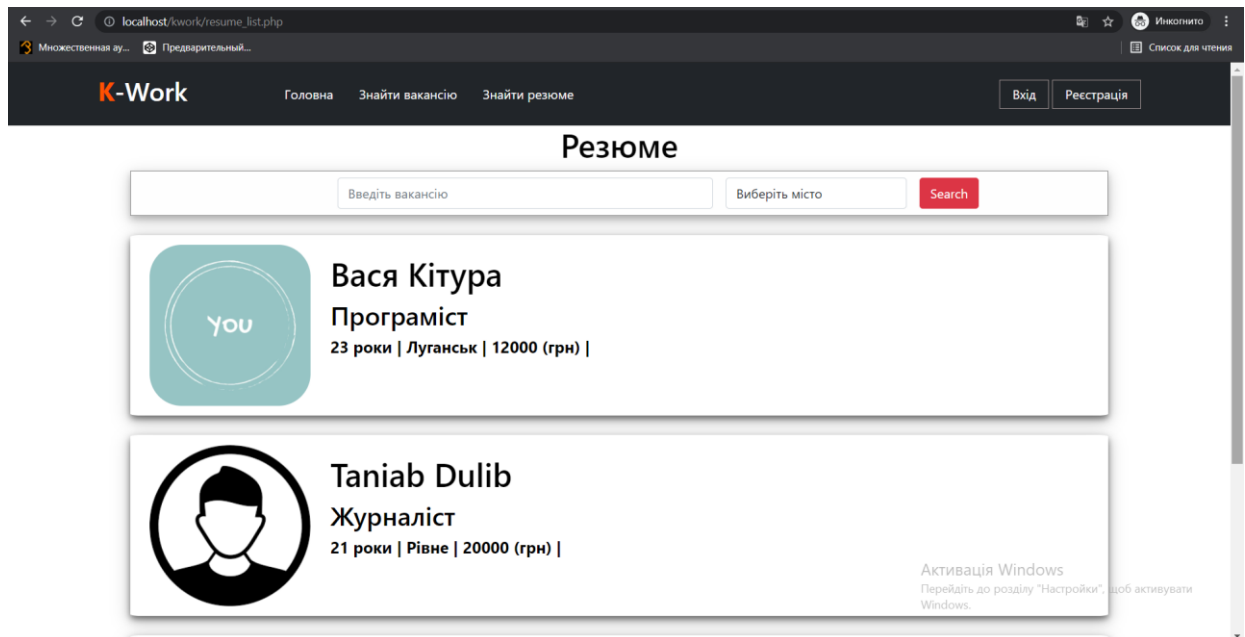 localhost/kwork/resume_list.php
Инкогнито
Множественная ау...
Предварительный...
Список для чтения
K-Work
Головна
Знайти вакансію
Знайти резюме
Вхід
Реєстрація
Резюме
Введіть вакансію
Виберіть місто
Search
YOU
Вася Кітура
Програміст
23 роки | Луганськ | 12000 (грн) |
Taniab Dulib
Журналіст
21 роки | Рівне | 20000 (грн) |
Активація Windows
Перейдіть до розділу "Настройки", щоб активувати
Windows.